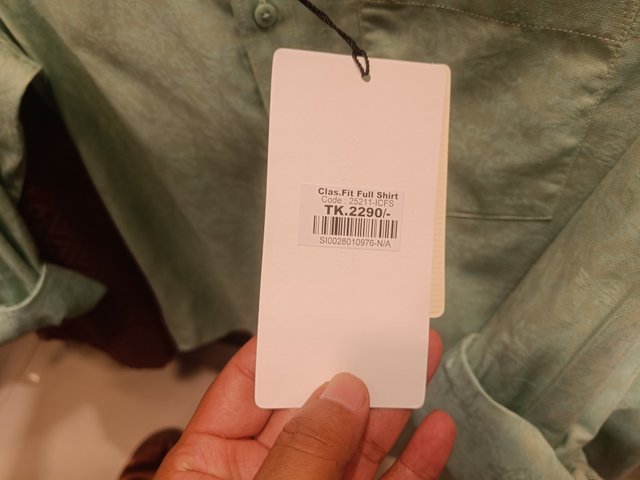 Clas.Fit Full Shirt
Code : 25211-ICFS
TK.2290/-
SI0028010976-N/A